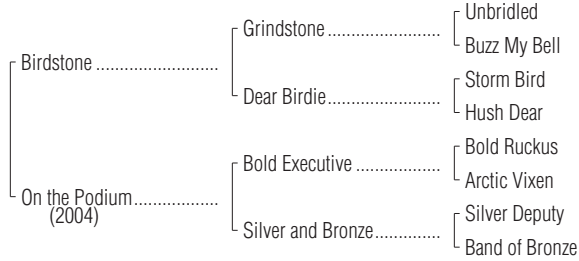 Unbridled
Grindstone ............................
Buzz My Bell
Birdstone ..........................
Storm Bird
Dear Birdie..........................
Hush Dear
Bold Ruckus
Bold Executive ....................
Arctic Vixen
On the Podium..................
(2004)
Silver Deputy
Silver and Bronze...............
Band of Bronze